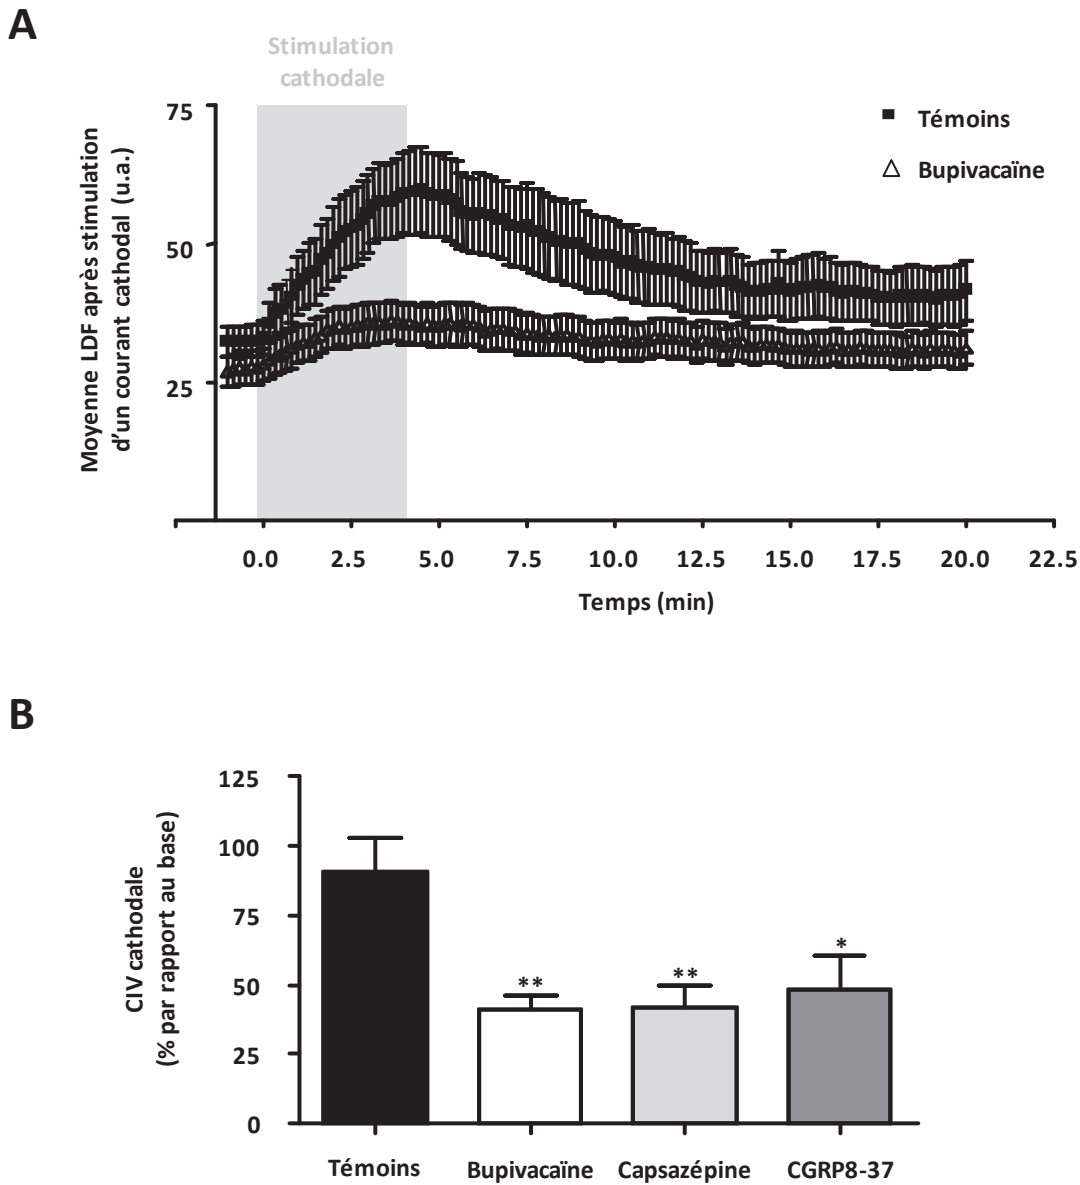 A
Stimulation
cathodale
Moyenne LDF après stimulation
d’un courant cathodal (u.a.)
75
50
25
Témoins
Bupivacaïne
0.0 2.5 5.0 7.5 10.0 12.5 15.0 17.5 20.0 22.5
Temps (min)
B
CIV cathodale
(% par rapport au base)
125
100
75
50
25
0
**
**
*
Témoins Bupivacaïne Capsazépine CGRP8-37